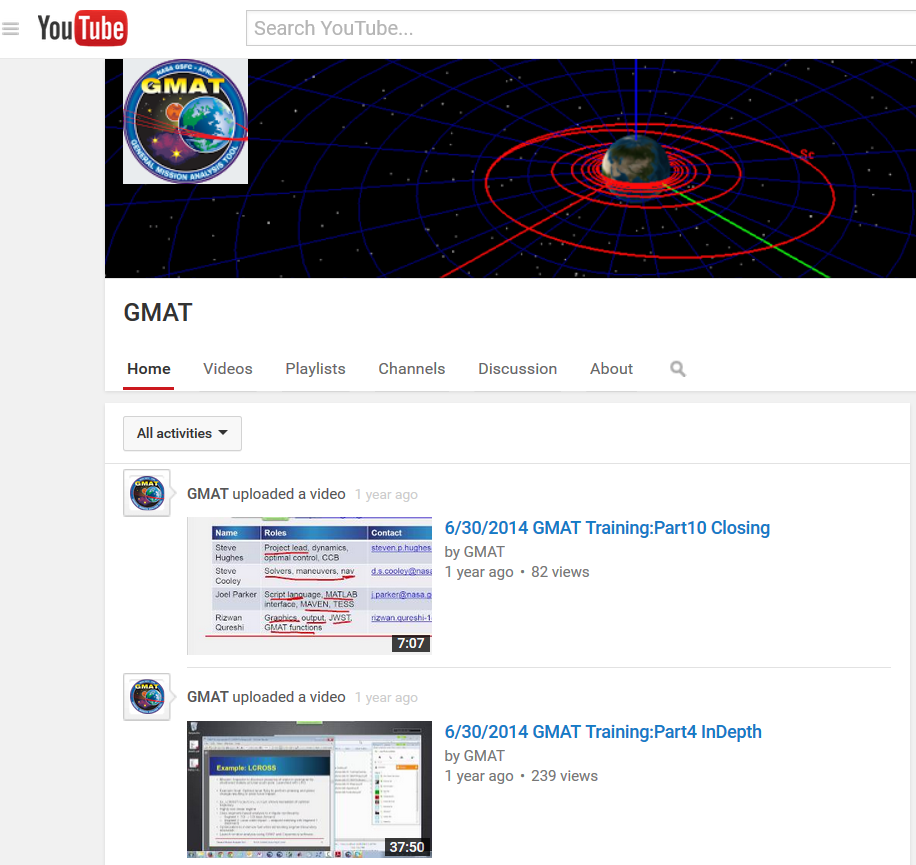 YouTube
Search YouTube...
NASA GSFC - AFRL
GMAT
GENERAL MISSION ANALYSIS TOOL
Sc
GMAT
Home Videos Playlists Channels Discussion About
All activities
GMAT uploaded a video 1 year ago
Name Roles Contact
Steve Hughes Project lead, dynamics, optimal control, CCB steven.p.hughes
Steve Cooley Solvers, maneuvers, nav d.s.cooley@nasa
Joel Parker Script language, MATLAB interface, MAVEN, TESS j.parker@nasa.g
Rizwan Qureshi Graphics, output, JWST, GMAT functions rizwan.qureshi-1
7:07
6/30/2014 GMAT Training:Part10 Closing
by GMAT
1 year ago • 82 views
GMAT uploaded a video 1 year ago
Example: LCROSS
37:50
6/30/2014 GMAT Training:Part4 InDepth
by GMAT
1 year ago • 239 views